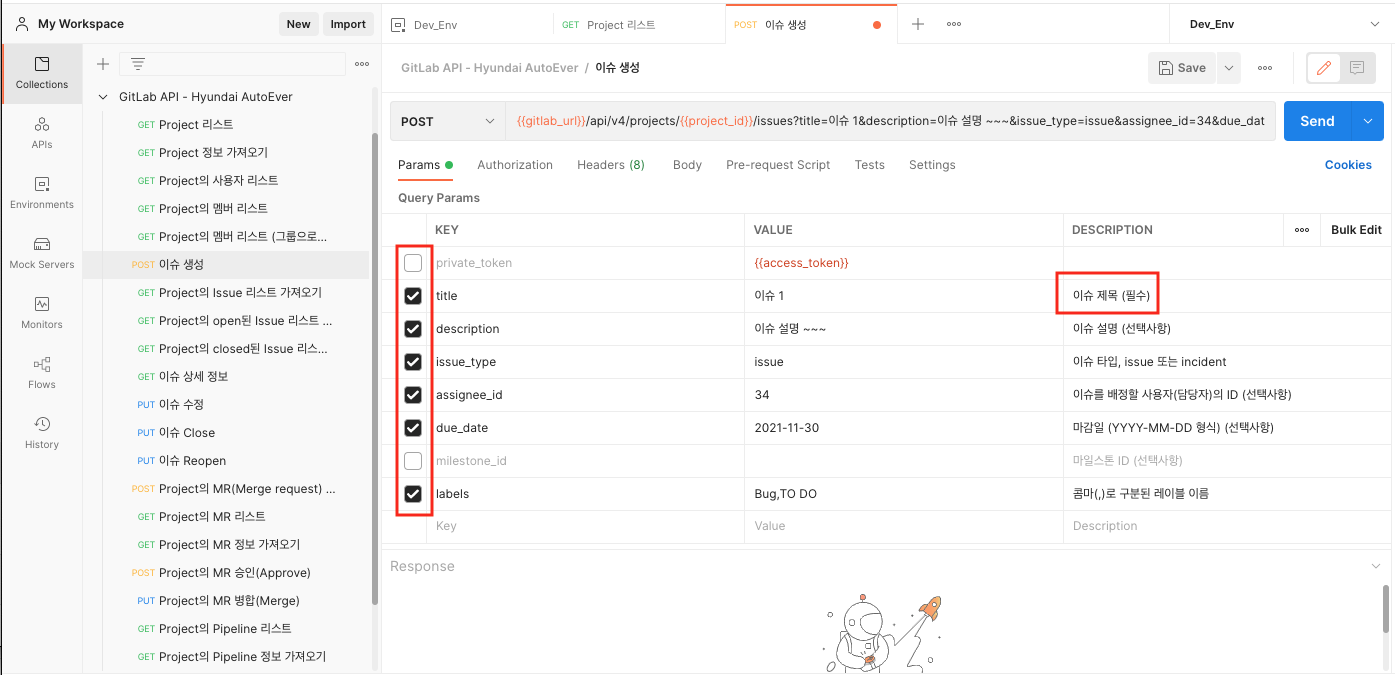 My Workspace
New
Import
Dev_Env
GET Project 리스트
POST 이슈 생성
Dev_Env
Collections
APIs
Environments
Mock Servers
Monitors
Flows
History
GitLab API - Hyundai AutoEver
GET Project 리스트
GET Project 정보 가져오기
GET Project의 사용자 리스트
GET Project의 멤버 리스트
GET Project의 멤버 리스트 (그룹으로...
POST 이슈 생성
GET Project의 Issue 리스트 가져오기
GET Project의 open된 Issue 리스트 ...
GET Project의 closed된 Issue 리스...
GET 이슈 상세 정보
PUT 이슈 수정
PUT 이슈 Close
PUT 이슈 Reopen
POST Project의 MR(Merge request) ...
GET Project의 MR 리스트
GET Project의 MR 정보 가져오기
POST Project의 MR 승인(Approve)
PUT Project의 MR 병합(Merge)
GET Project의 Pipeline 리스트
GET Project의 Pipeline 정보 가져오기
GitLab API - Hyundai AutoEver / 이슈 생성
Save
POST
{{gitlab_url}}/api/v4/projects/{{project_id}}/issues?title=이슈 1&description=이슈 설명 ~~~&issue_type=issue&assignee_id=34&due_dat
Send
Params
Authorization
Headers (8)
Body
Pre-request Script
Tests
Settings
Cookies
Query Params
KEY VALUE DESCRIPTION Bulk Edit
private_token {{access_token}}
title 이슈 1 이슈 제목 (필수)
description 이슈 설명 ~~~ 이슈 설명 (선택사항)
issue_type issue 이슈 타입, issue 또는 incident
assignee_id 34 이슈를 배정할 사용자(담당자)의 ID (선택사항)
due_date 2021-11-30 마감일 (YYYY-MM-DD 형식) (선택사항)
milestone_id 마일스톤 ID (선택사항)
labels Bug,TO DO 콤마(,)로 구분된 레이블 이름
Key Value Description
Response